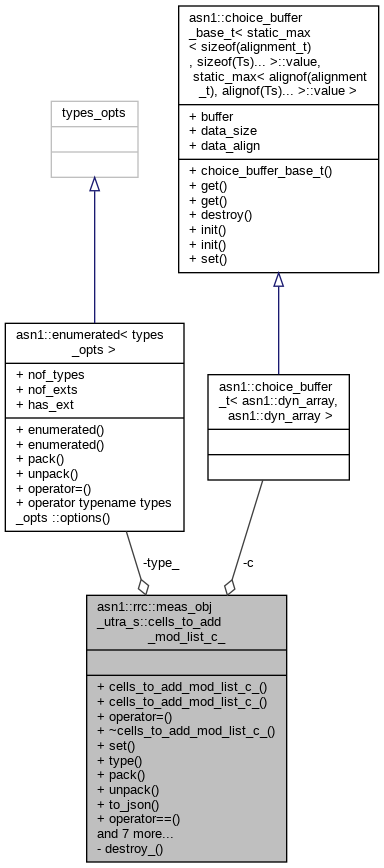 asn1::choice_buffer
_base_t< static_max
< sizeof(alignment_t)
, sizeof(Ts)... >::value,
static_max< alignof(alignment
_t), alignof(Ts)... >::value >
+ buffer
+ data_size
+ data_align
+ choice_buffer_base_t()
+ get()
+ get()
+ destroy()
+ init()
+ init()
+ set()
types_opts
asn1::enumerated< types
_opts >
+ nof_types
+ nof_exts
+ has_ext
+ enumerated()
+ enumerated()
+ pack()
+ unpack()
+ operator=()
+ operator typename types
_opts ::options()
asn1::choice_buffer
_t< asn1::dyn_array,
asn1::dyn_array >
-type_
-c
asn1::rrc::meas_obj
_utra_s::cells_to_add
_mod_list_c_
+ cells_to_add_mod_list_c_()
+ cells_to_add_mod_list_c_()
+ operator=()
+ ~cells_to_add_mod_list_c_()
+ set()
+ type()
+ pack()
+ unpack()
+ to_json()
+ operator==()
and 7 more...
- destroy_()